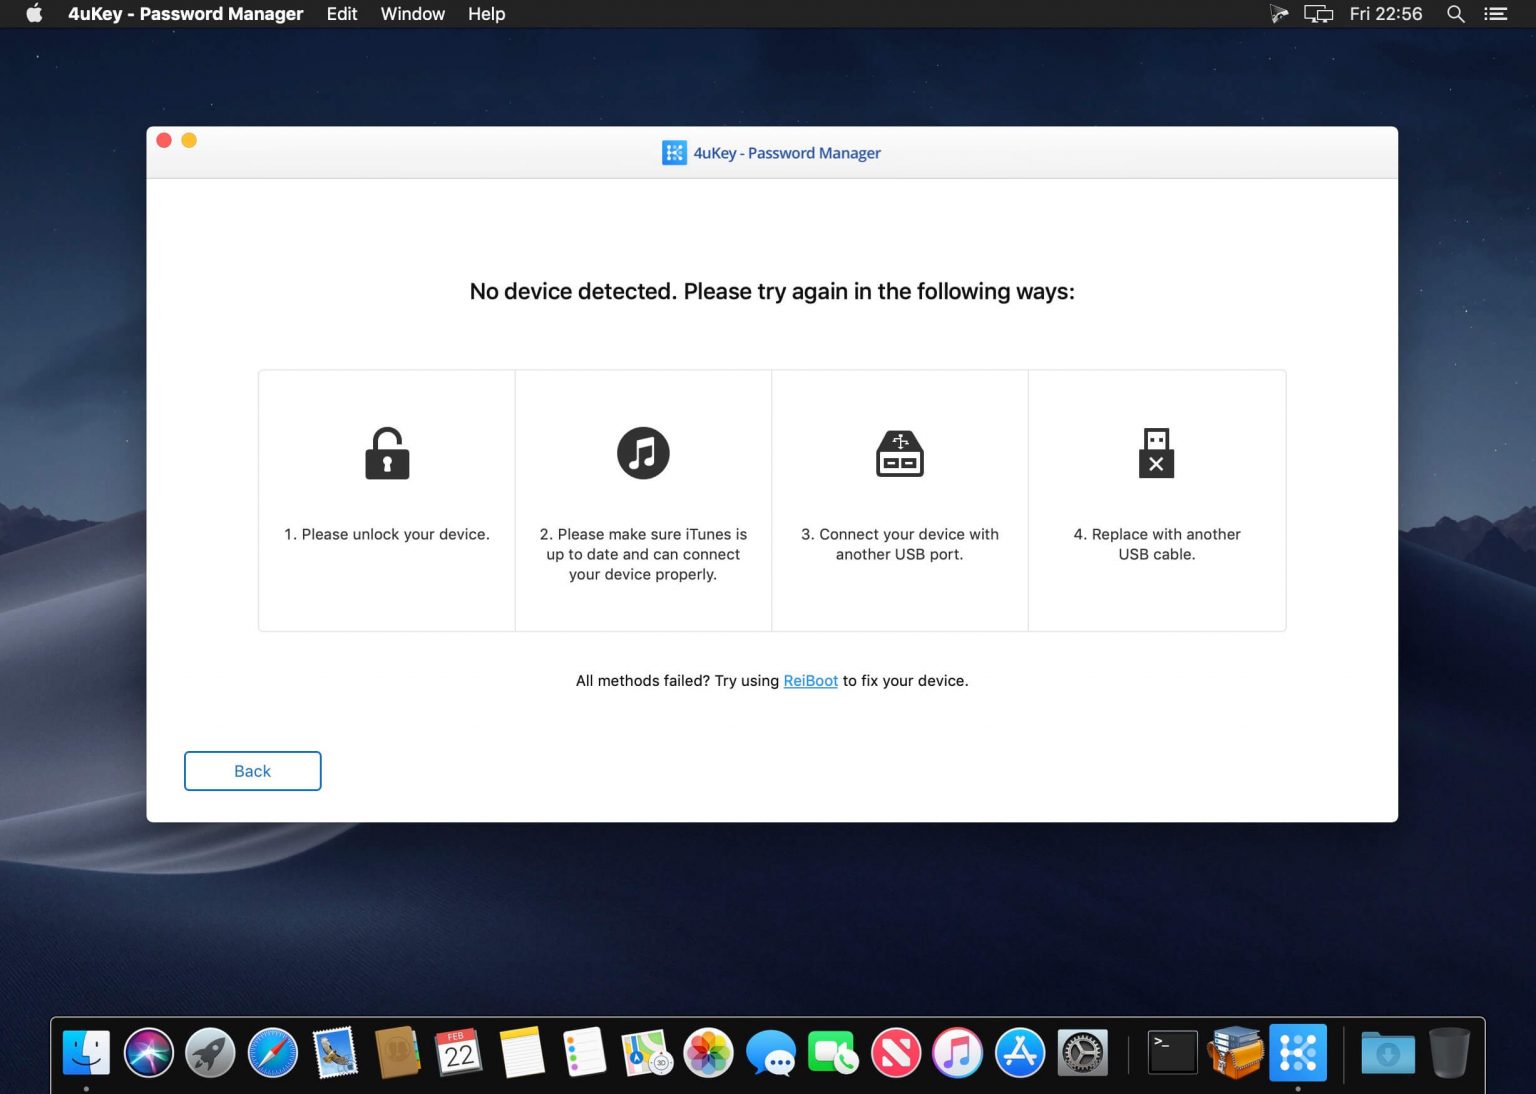 4uKey - Password Manager Edit Window Help Fri 22:56
4uKey - Password Manager
No device detected. Please try again in the following ways:
1. Please unlock your device.
2. Please make sure iTunes is
up to date and can connect
your device properly.
3. Connect your device with
another USB port.
4. Replace with another
USB cable.
All methods failed? Try using ReiBoot to fix your device.
Back
FEB
22
3D
>_